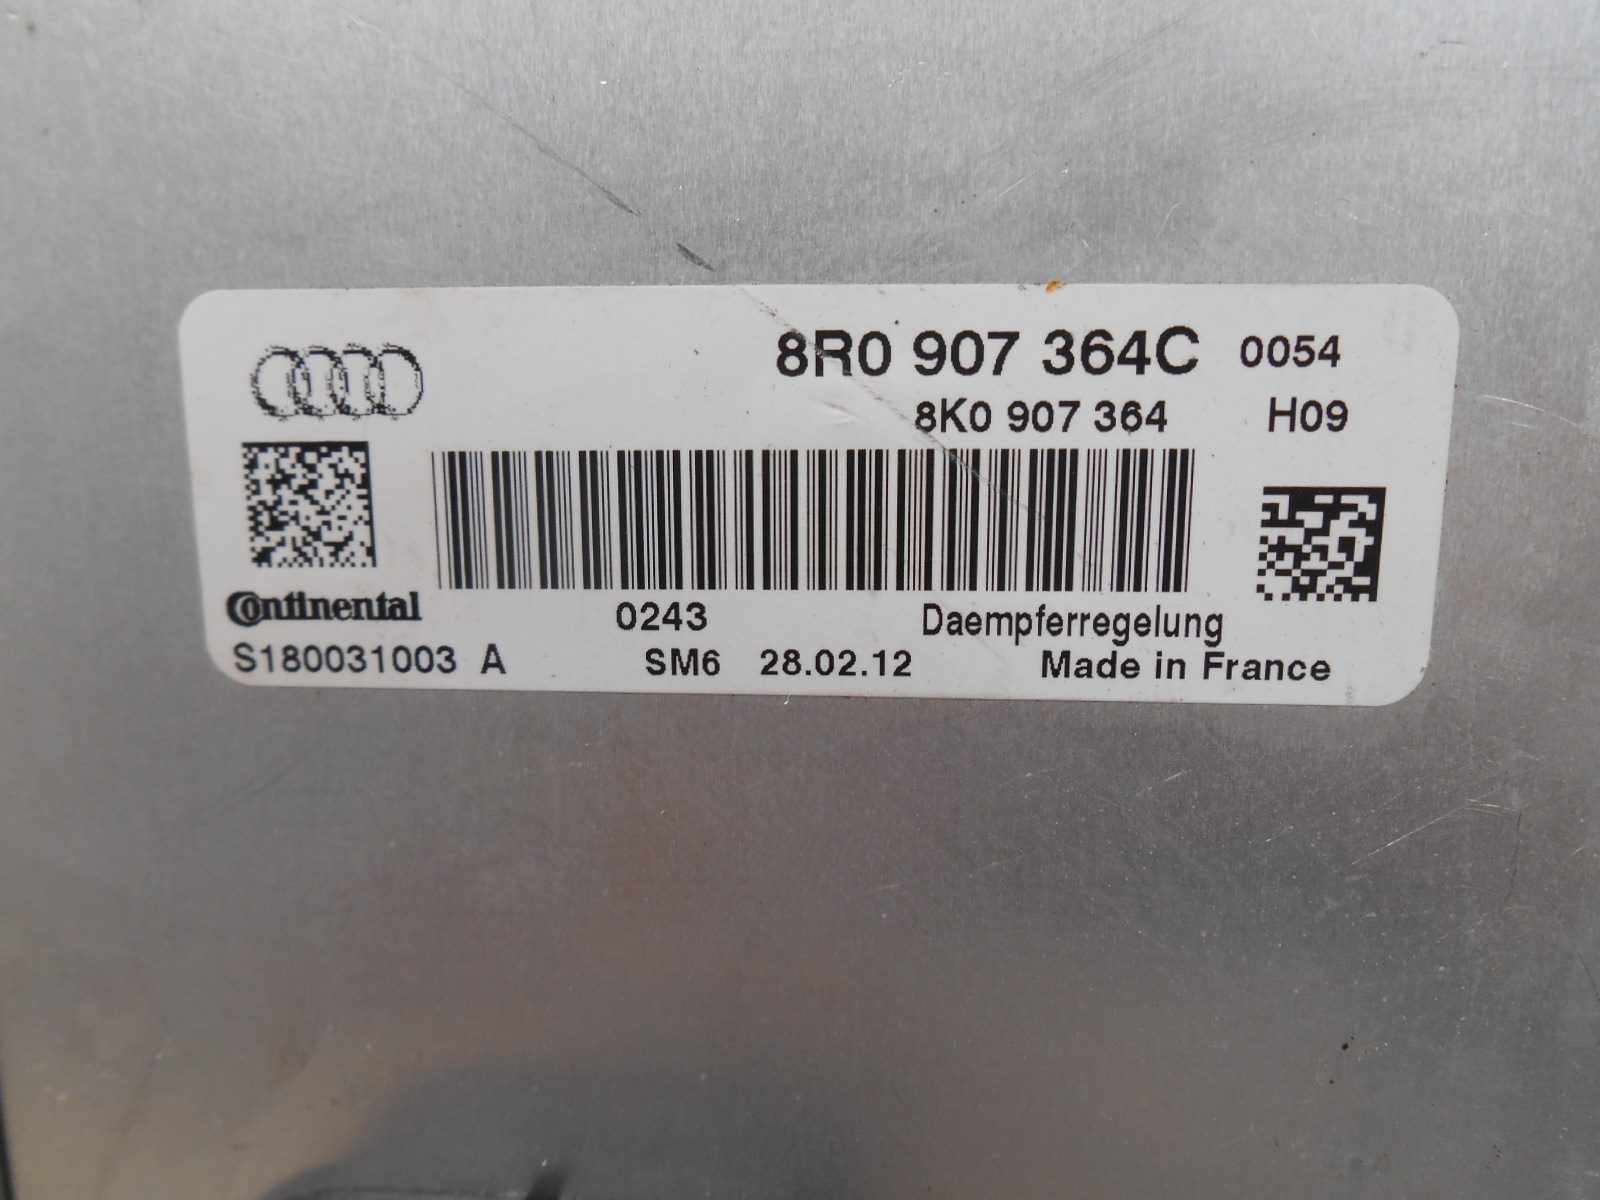 8R0 907 364C 0054
8K0 907 364 H09
Continental 0243 Daempferregelung
S180031003 A SM6 28.02.12 Made in France